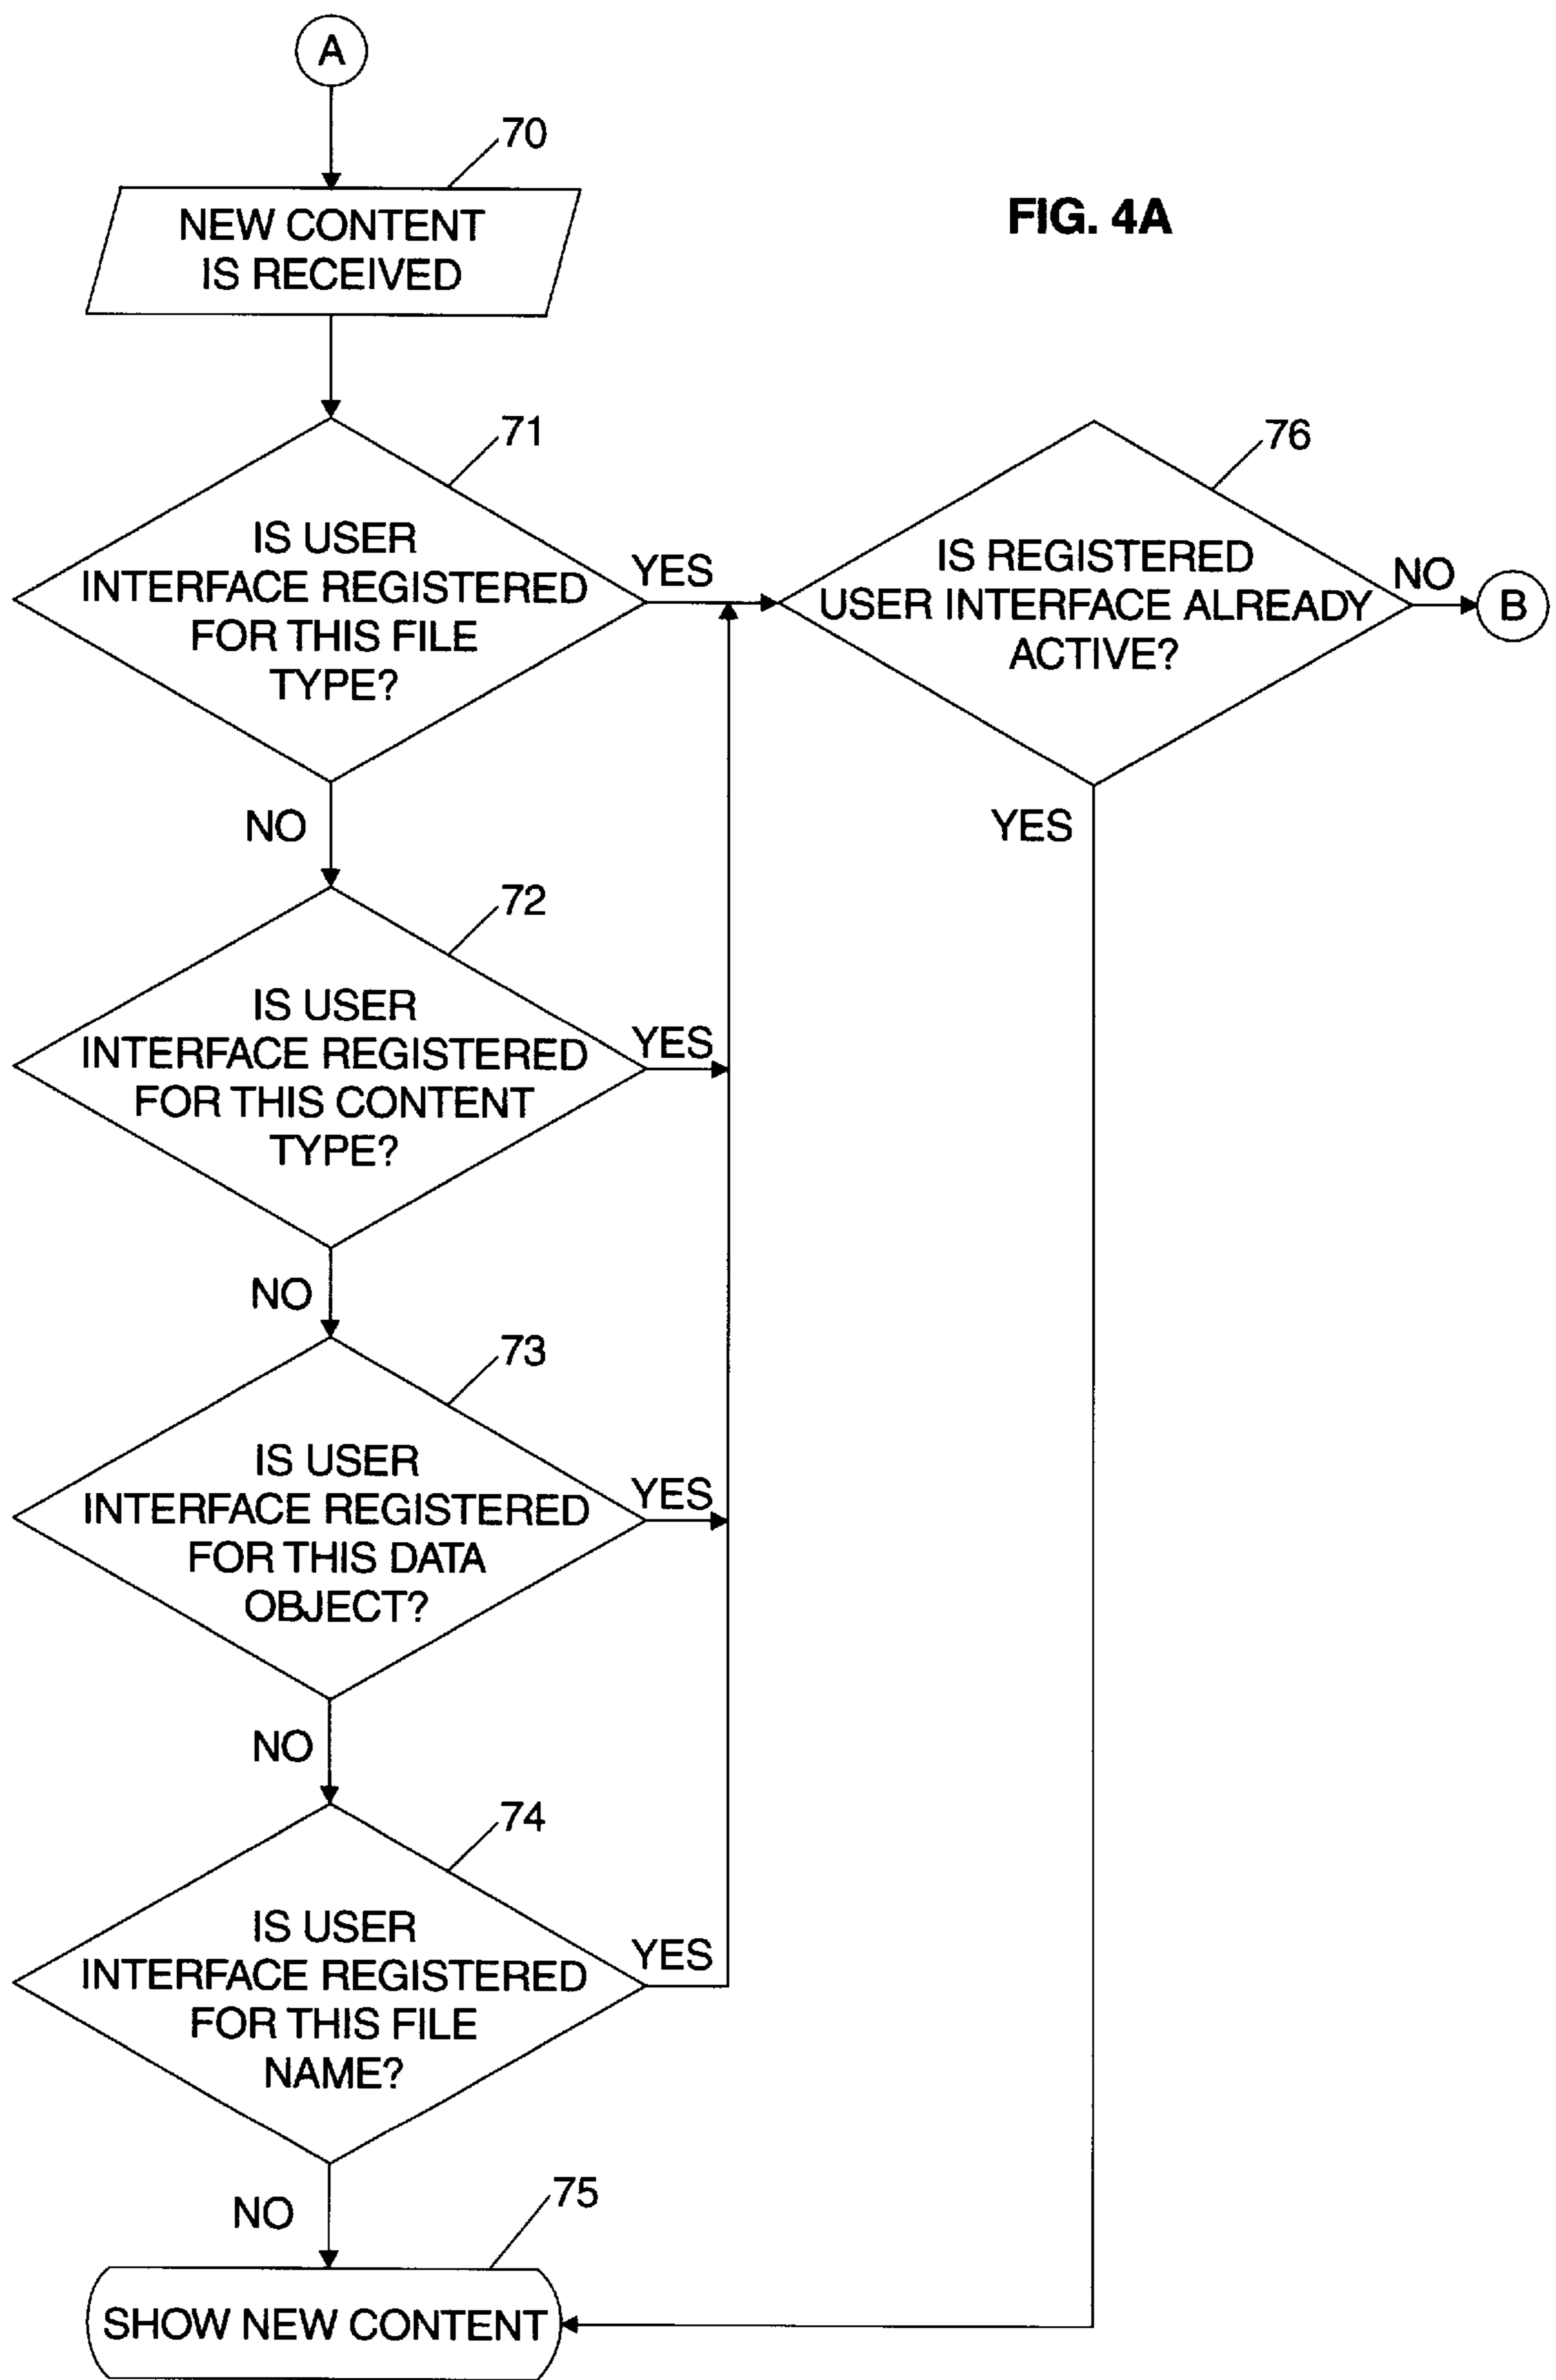 A
70
NEW CONTENT
IS RECEIVED
FIG. 4A
71
IS USER
INTERFACE REGISTERED
FOR THIS FILE
TYPE?
YES
NO
76
IS REGISTERED
USER INTERFACE ALREADY
ACTIVE?
NO
B
YES
72
IS USER
INTERFACE REGISTERED
FOR THIS CONTENT
TYPE?
YES
NO
73
IS USER
INTERFACE REGISTERED
FOR THIS DATA
OBJECT?
YES
NO
74
IS USER
INTERFACE REGISTERED
FOR THIS FILE
NAME?
YES
NO
75
SHOW NEW CONTENT